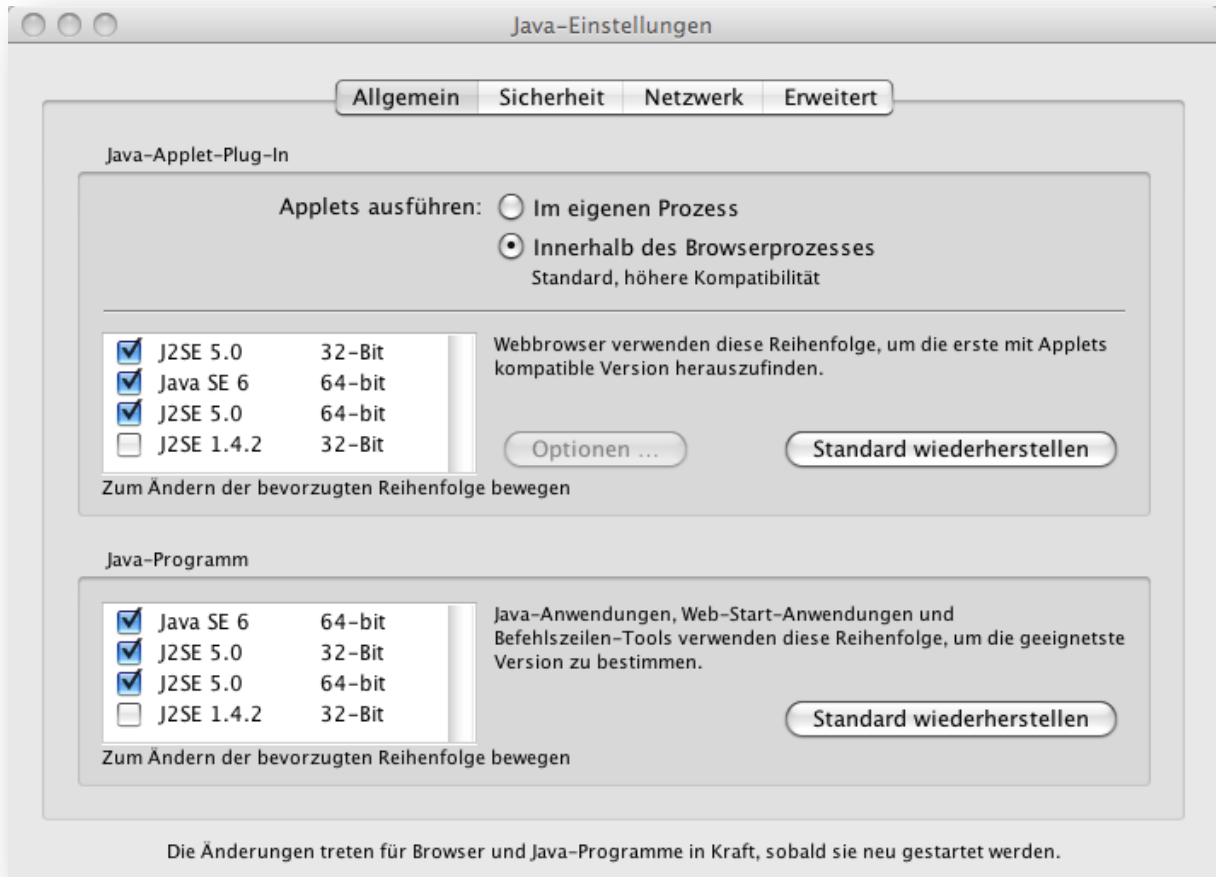 Java-Einstellungen
Allgemein Sicherheit Netzwerk Erweitert
Java-Applet-Plug-In
Applets ausführen: Im eigenen Prozess
Innerhalb des Browserprozesses
Standard, höhere Kompatibilität
J2SE 5.0 32-Bit
Java SE 6 64-bit
J2SE 5.0 64-bit
J2SE 1.4.2 32-Bit
Zum Ändern der bevorzugten Reihenfolge bewegen
Webbrowser verwenden diese Reihenfolge, um die erste mit Applets
kompatible Version herauszufinden.
Optionen ... Standard wiederherstellen
Java-Programm
Java SE 6 64-bit
J2SE 5.0 32-Bit
J2SE 5.0 64-bit
J2SE 1.4.2 32-Bit
Zum Ändern der bevorzugten Reihenfolge bewegen
Java-Anwendungen, Web-Start-Anwendungen und
Befehlszeilen-Tools verwenden diese Reihenfolge, um die geeignetste
Version zu bestimmen.
Standard wiederherstellen
Die Änderungen treten für Browser und Java-Programme in Kraft, sobald sie neu gestartet werden.